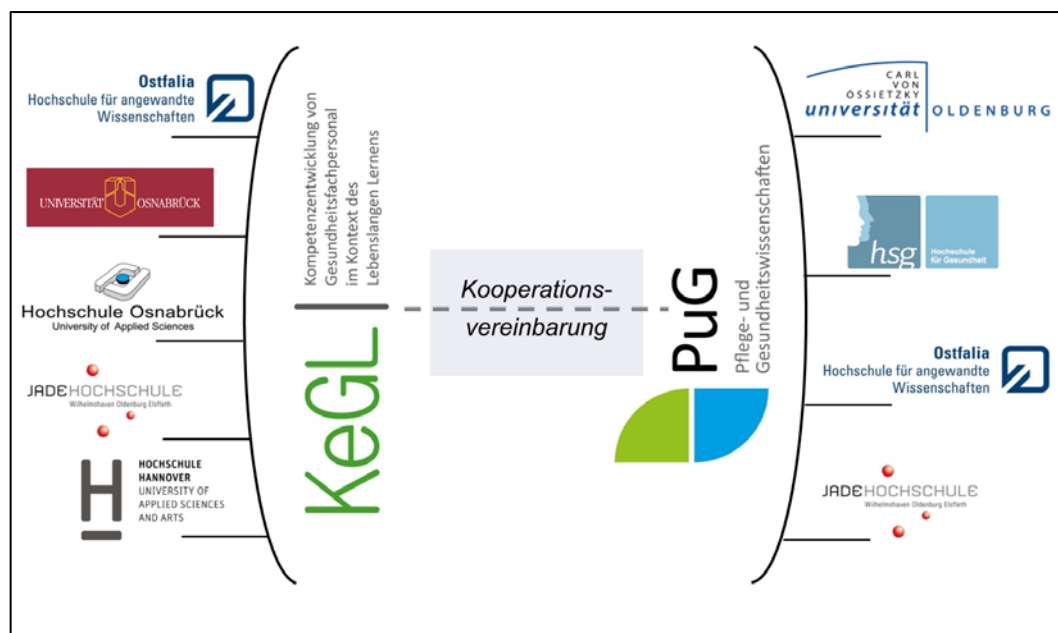 Ostfalia
Hochschule für angewandte
Wissenschaften
UNIVERSITÄT OSNABRÜCK
Hochschule Osnabrück
University of Applied Sciences
JADEHOCHSCHULE
Wilhelmshaven Oldenburg Elsfleth
H
HOCHSCHULE
HANNOVER
UNIVERSITY OF
APPLIED SCIENCES
AND ARTS
KeGL
Kompetenzentwicklung von
Gesundheitsfachpersonal
im Kontext des
Lebenslangen Lernens
Kooperations-
vereinbarung
PuG
Pflege- und
Gesundheitswissenschaften
CARL
VON
OSSIETZKY
universität OLDENBURG
hsg
Hochschule
für Gesundheit
Ostfalia
Hochschule für angewandte
Wissenschaften
JADEHOCHSCHULE
Wilhelmshaven Oldenburg Elsfleth